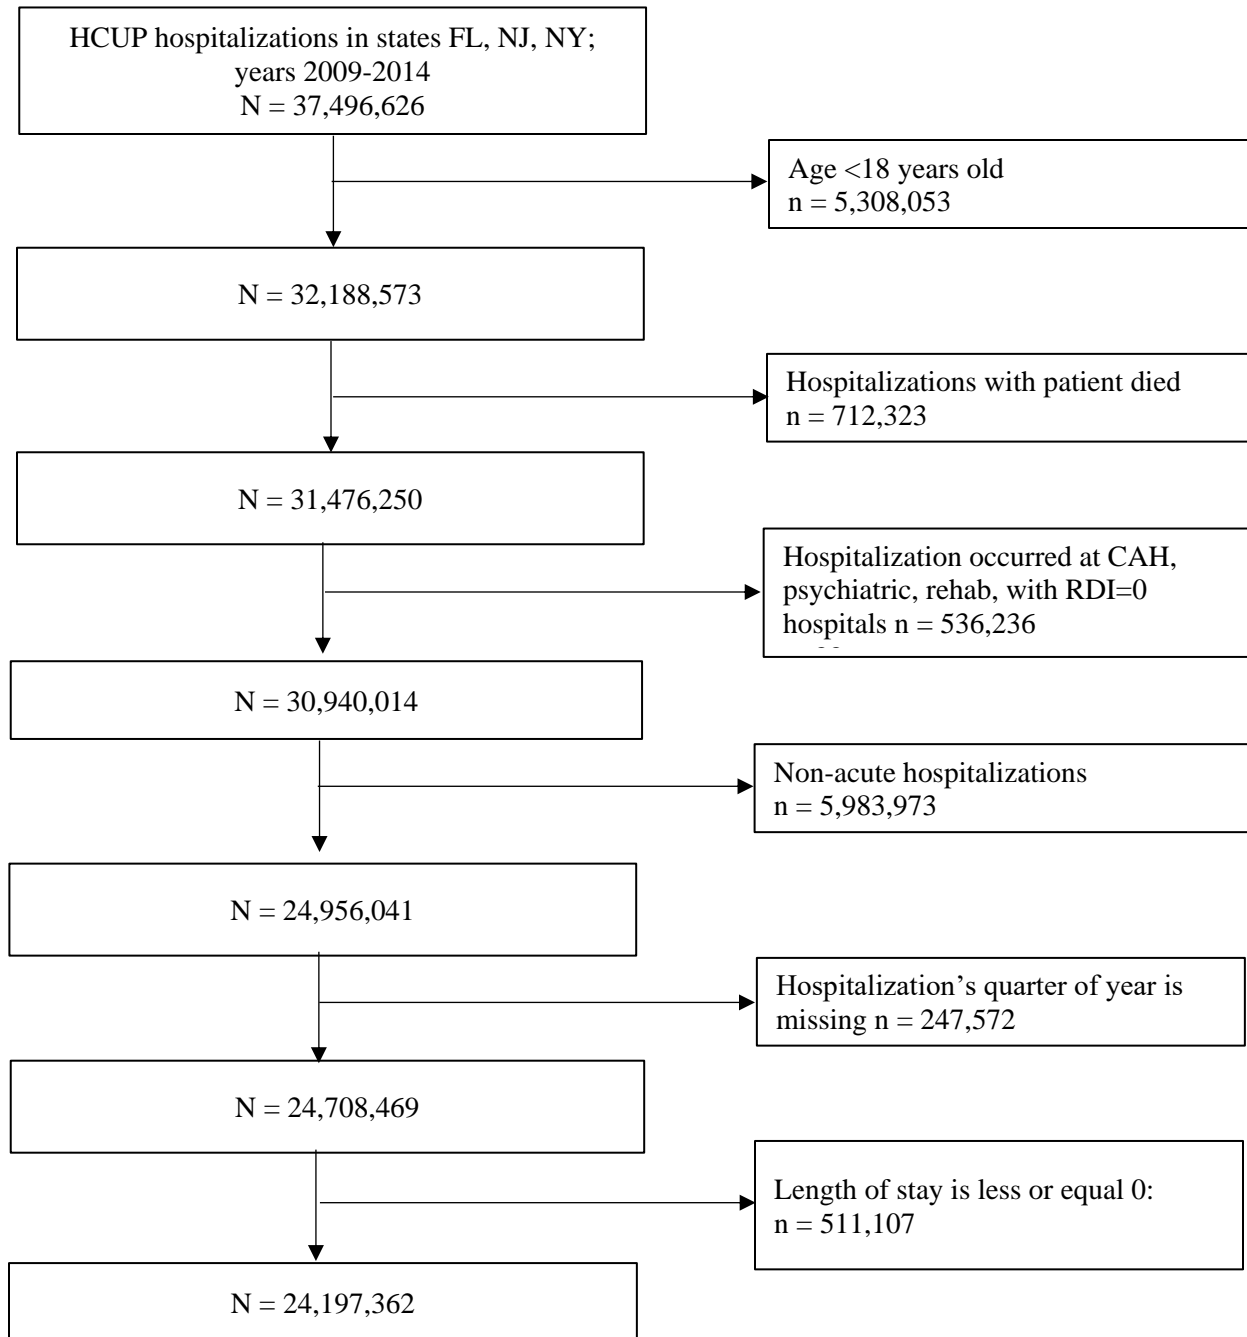 HCUP hospitalizations in states FL, NJ, NY;
years 2009-2014
N = 37,496,626
Age <18 years old
n = 5,308,053
N = 32,188,573
Hospitalizations with patient died
n = 712,323
N = 31,476,250
Hospitalization occurred at CAH,
psychiatric, rehab, with RDI=0
hospitals n = 536,236
N = 30,940,014
Non-acute hospitalizations
n = 5,983,973
N = 24,956,041
Hospitalization’s quarter of year is
missing n = 247,572
N = 24,708,469
Length of stay is less or equal 0:
n = 511,107
N = 24,197,362